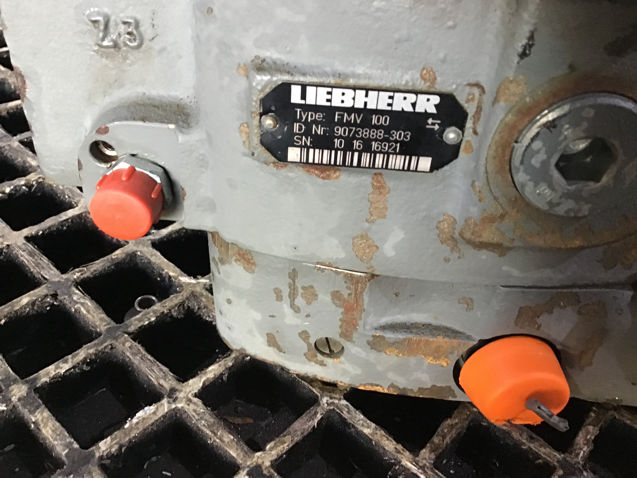 23
LIEBHERR
Type: FMV 100
ID Nr: 9073888-303
SN: 10 16 16921